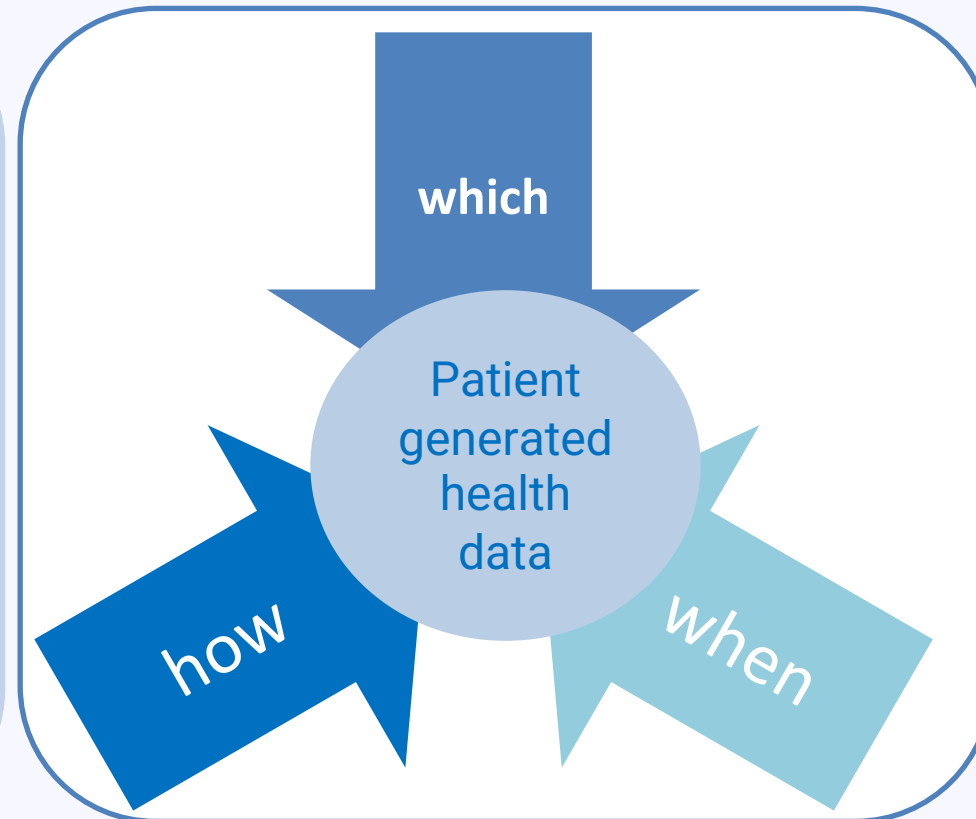 which
Patient
generated
health
data
how
when